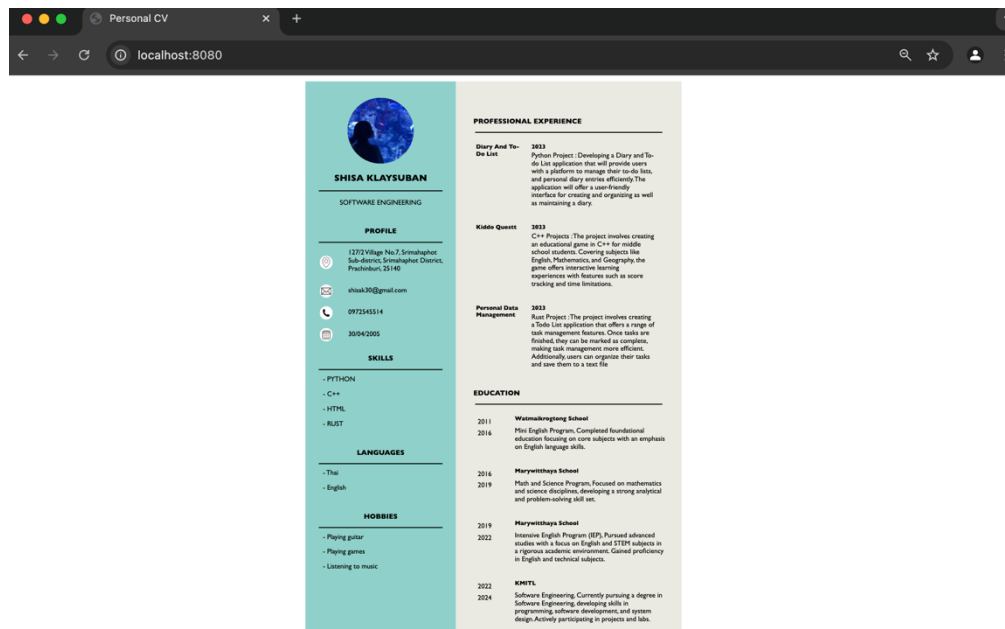 Personal CV
localhost:8080
SHISA KLAYSUBAN
SOFTWARE ENGINEERING
PROFILE
127/2 Village No.7, Srimahaphot
Sub-district, Srimahaphot District,
Prachinburi, 25140
shisak30@gmail.com
0972545514
30/04/2005
SKILLS
- PYTHON
- C++
- HTML
- RUST
LANGUAGES
- Thai
- English
HOBBIES
- Playing guitar
- Playing games
- Listening to music
PROFESSIONAL EXPERIENCE
Diary And To-
Do List
2023
Python Project : Developing a Diary and To-
do List application that will provide users
with a platform to manage their to-do lists,
and personal diary entries efficiently. The
application will offer a user-friendly
interface for creating and organizing as well
as maintaining a diary.
Kiddo Questt
2023
C++ Projects : The project involves creating
an educational game in C++ for middle
school students. Covering subjects like
English, Mathematics, and Geography, the
game offers interactive learning
experiences with features such as score
tracking and time limitations.
Personal Data
Management
2023
Rust Project : The project involves creating
a Todo List application that offers a range of
task management features. Once tasks are
finished, they can be marked as complete,
making task management more efficient.
Additionally, users can organize their tasks
and save them to a text file
EDUCATION
2011
2016
Watmaikrogtong School
Mini English Program, Completed foundational
education focusing on core subjects with an emphasis
on English language skills.
2016
2019
Marywitthaya School
Math and Science Program, Focused on mathematics
and science disciplines, developing a strong analytical
and problem-solving skill set.
2019
2022
Marywitthaya School
Intensive English Program (IEP), Pursued advanced
studies with a focus on English and STEM subjects in
a rigorous academic environment. Gained proficiency
in English and technical subjects.
2022
2024
KMITL
Software Engineering, Currently pursuing a degree in
Software Engineering, developing skills in
programming, software development, and system
design. Actively participating in projects and labs.